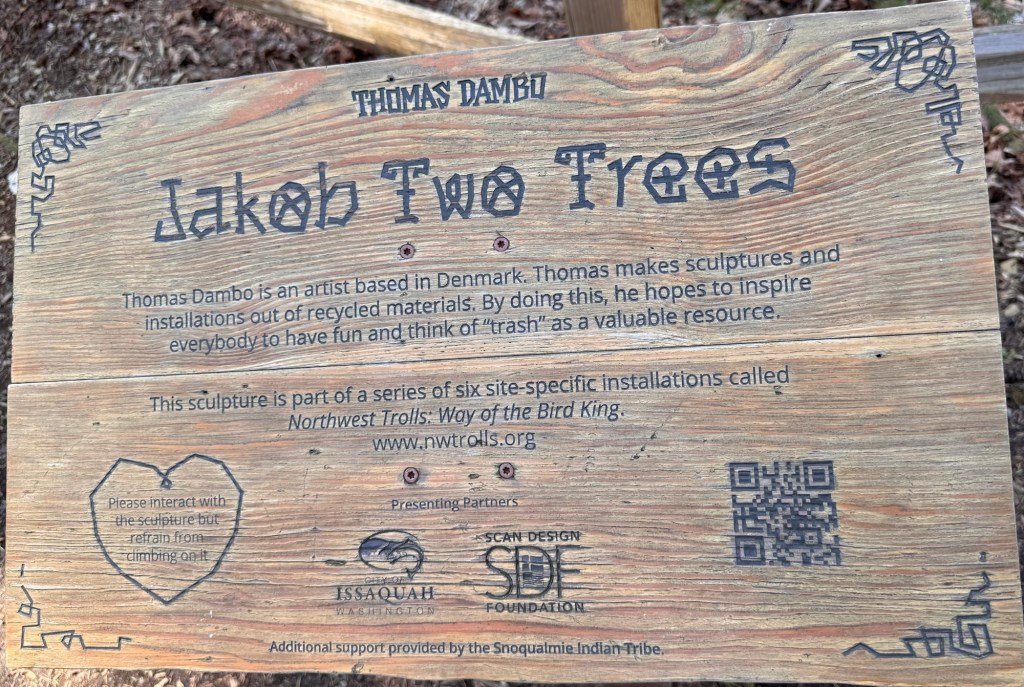 THOMAS DAMBO
Jakob Two Trees
Thomas Dambo is an artist based in Denmark. Thomas makes sculptures and
installations out of recycled materials. By doing this, he hopes to inspire
everybody to have fun and think of “trash” as a valuable resource.
This sculpture is part of a series of six site-specific installations called
Northwest Trolls: Way of the Bird King.
www.nwtrolls.org
Please interact with
the sculpture but
refrain from
climbing on it
Presenting Partners
CITY OF
ISSAQUAH
WASHINGTON
SCAN DESIGN
SDF
FOUNDATION
Additional support provided by the Snoqualmie Indian Tribe.